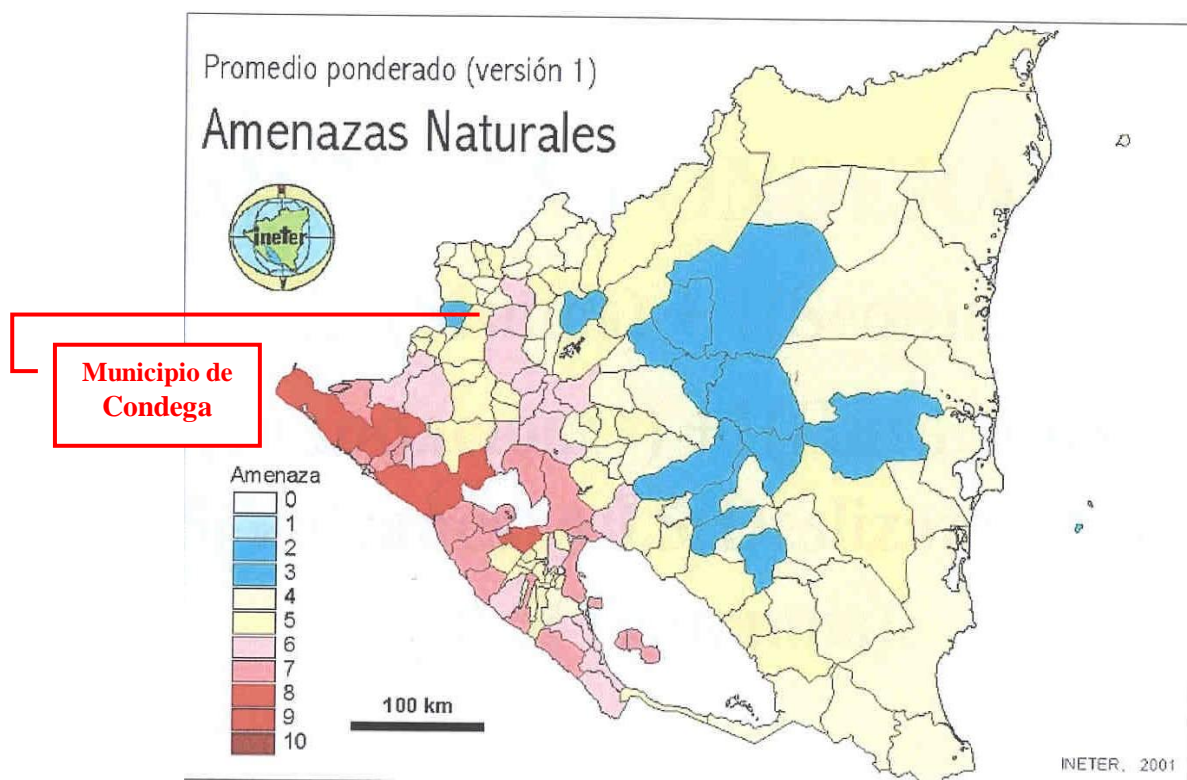 Promedio ponderado (versión 1)
Amenazas Naturales
ineter
Municipio de
Condega
Amenaza
0
1
2
3
4
5
6
7
8
9
10
100 km
INETER, 2001